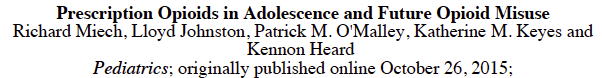 Prescription Opioids in Adolescence and Future Opioid Misuse
Richard Miech, Lloyd Johnston, Patrick M. O'Malley, Katherine M. Keyes and
Kennon Heard
Pediatrics; originally published online October 26, 2015;